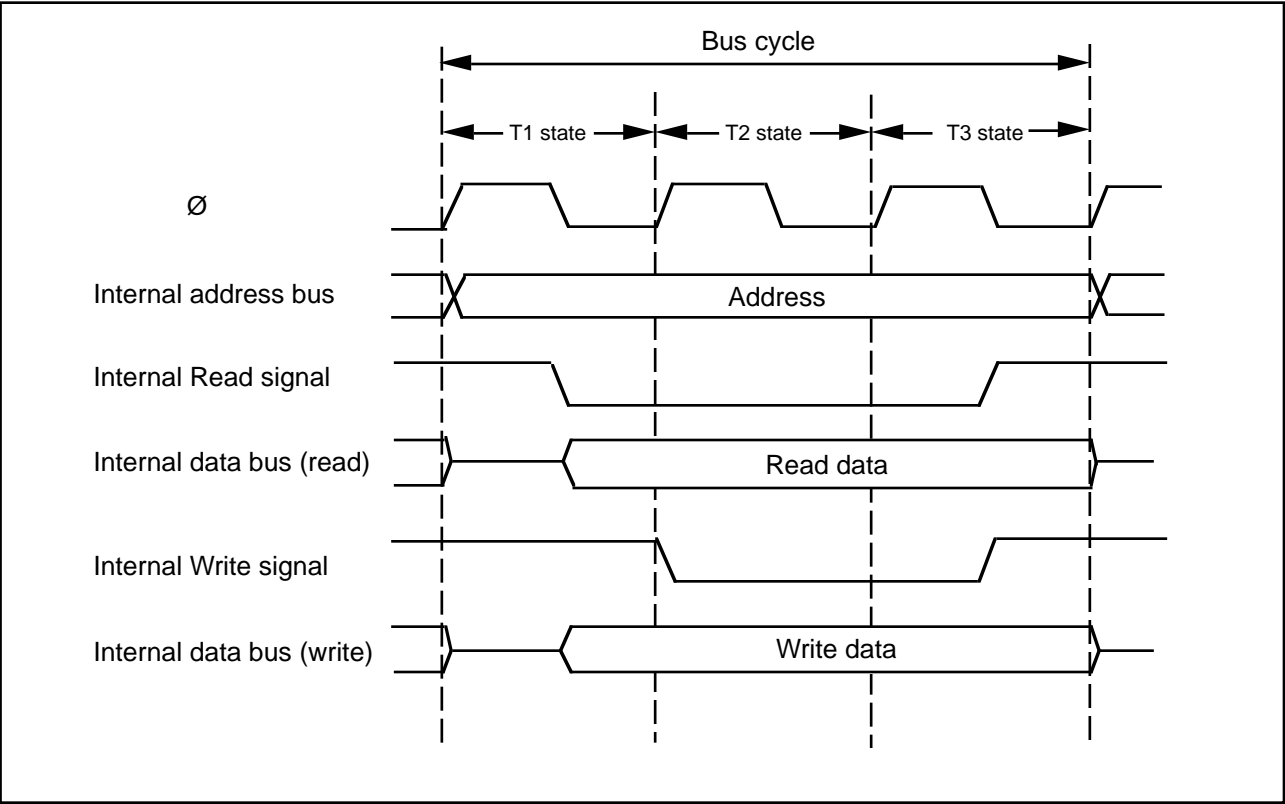 Bus cycle
T1 state
T2 state
T3 state
Ø
Internal address bus
Address
Internal Read signal
Internal data bus (read)
Read data
Internal Write signal
Internal data bus (write)
Write data